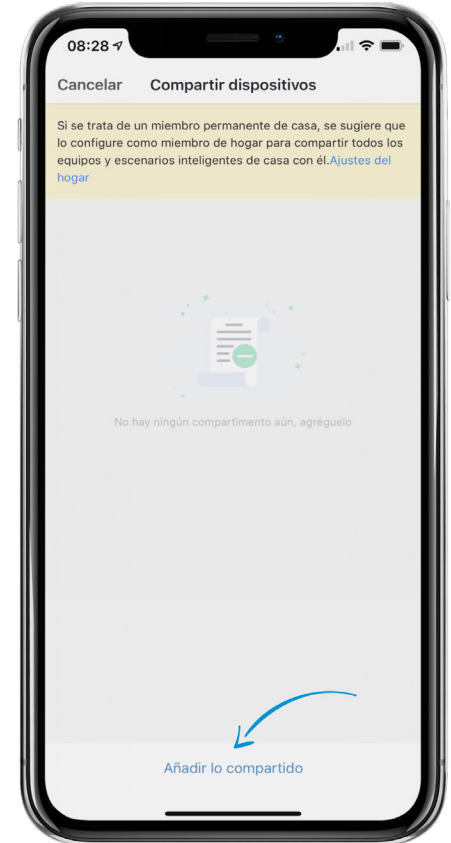 08:28
Cancelar Compartir dispositivos
Si se trata de un miembro permanente de casa, se sugiere que
lo configure como miembro de hogar para compartir todos los
equipos y escenarios inteligentes de casa con él.Ajustes del
hogar
No hay ningún compartimento aún, agréguelo
Añadir lo compartido